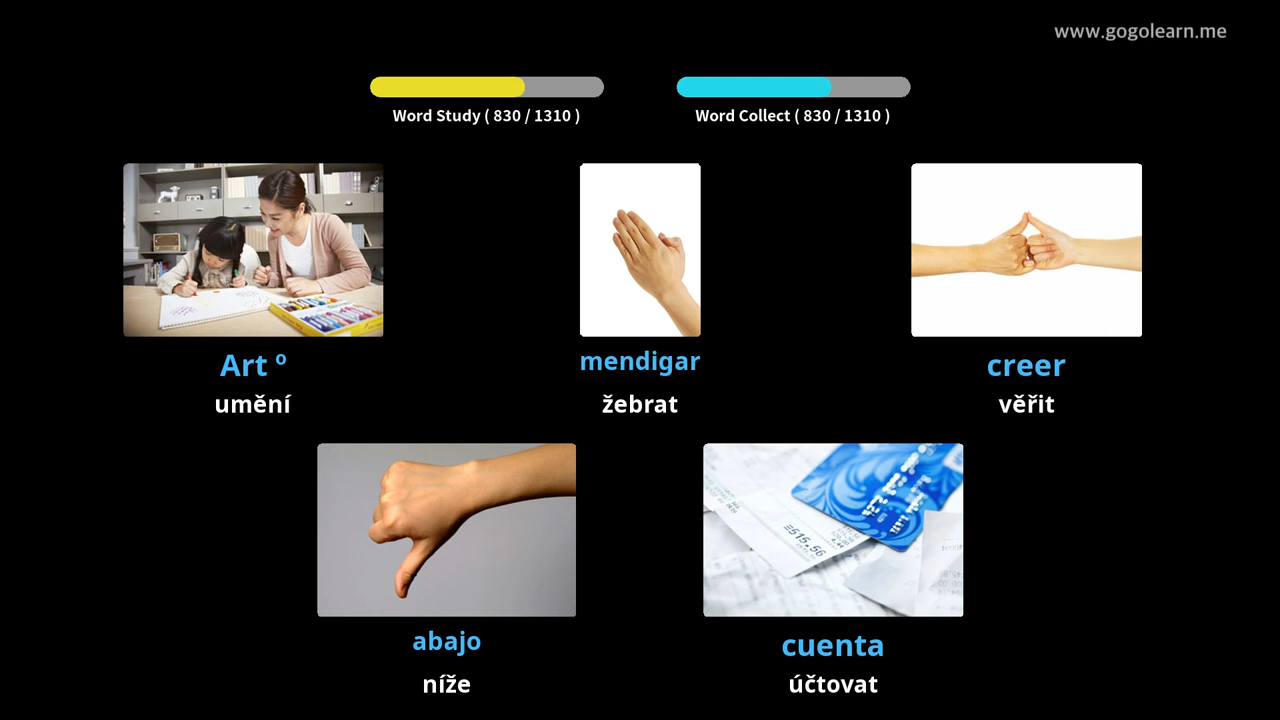 www.gogolearn.me
Word Study ( 830 / 1310 )
Word Collect ( 830 / 1310 )
Art º
umění
mendigar
žebrat
creer
věřit
abajo
níže
cuenta
účtovat